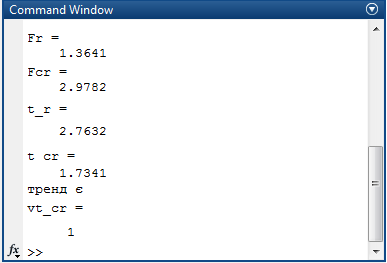 Command Window
Fr =
1.3641
Fcr =
2.9782
t_r =
2.7632
t cr =
1.7341
тренд є
vt_cr =
1
fx >>